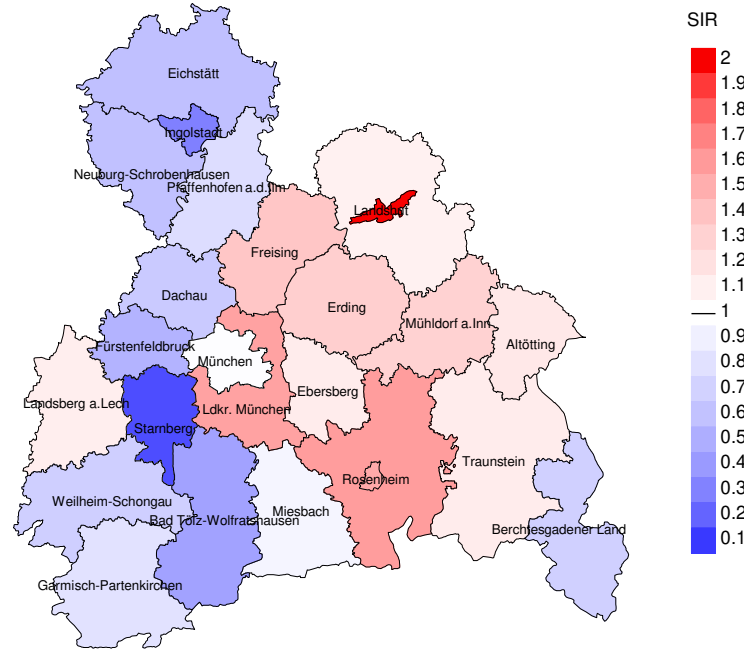 SIR
Eichstätt
Ingolstadt
Neuburg-Schrobenhausen
Pfaffenhofen a.d.Ilm
Landshut
Freising
Dachau
Erding
Mühldorf a.Inn
Altötting
Fürstenfeldbruck
München
Ebersberg
Landsberg a.Lech
Ldkr. München
Starnberg
Traunstein
Rosenheim
Weilheim-Schongau
Miesbach
Bad Tölz-Wolfratshausen
Berchtesgadener Land
Garmisch-Partenkirchen
2
1.9
1.8
1.7
1.6
1.5
1.4
1.3
1.2
1.1
1
0.9
0.8
0.7
0.6
0.5
0.4
0.3
0.2
0.1